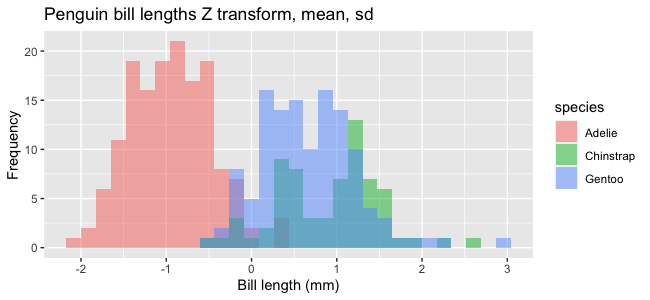 Penguin bill lengths Z transform, mean, sd
20
15
10
5
0
Frequency
-2 -1 0 1 2 3
Bill length (mm)
species
Adelie
Chinstrap
Gentoo